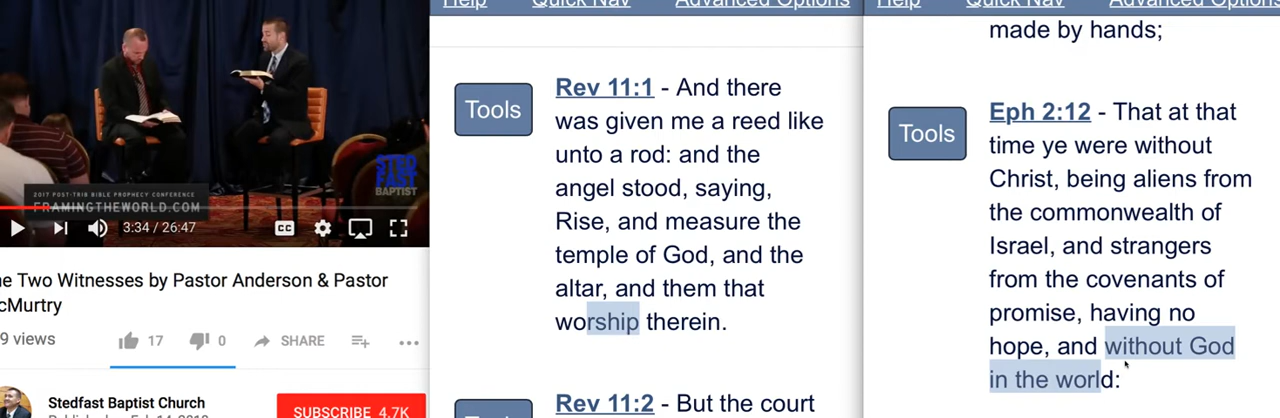 STED
FAST
BAPTIST
2017 POST-TRIB BIBLE PROPHECY CONFERENCE
FRAMINGTHEWORLD.COM
3:34 / 26:47
CC
e Two Witnesses by Pastor Anderson & Pastor
cMurtry
9 views
17
0
SHARE
Stedfast Baptist Church
SUBSCRIBE 4.7K
Help
Quick Nav
Advanced Options
Tools
Rev 11:1 - And there
was given me a reed like
unto a rod: and the
angel stood, saying,
Rise, and measure the
temple of God, and the
altar, and them that
worship therein.
Rev 11:2 - But the court
Help
Quick Nav
Advanced Options
made by hands;
Tools
Eph 2:12 - That at that
time ye were without
Christ, being aliens from
the commonwealth of
Israel, and strangers
from the covenants of
promise, having no
hope, and without God
in the world: